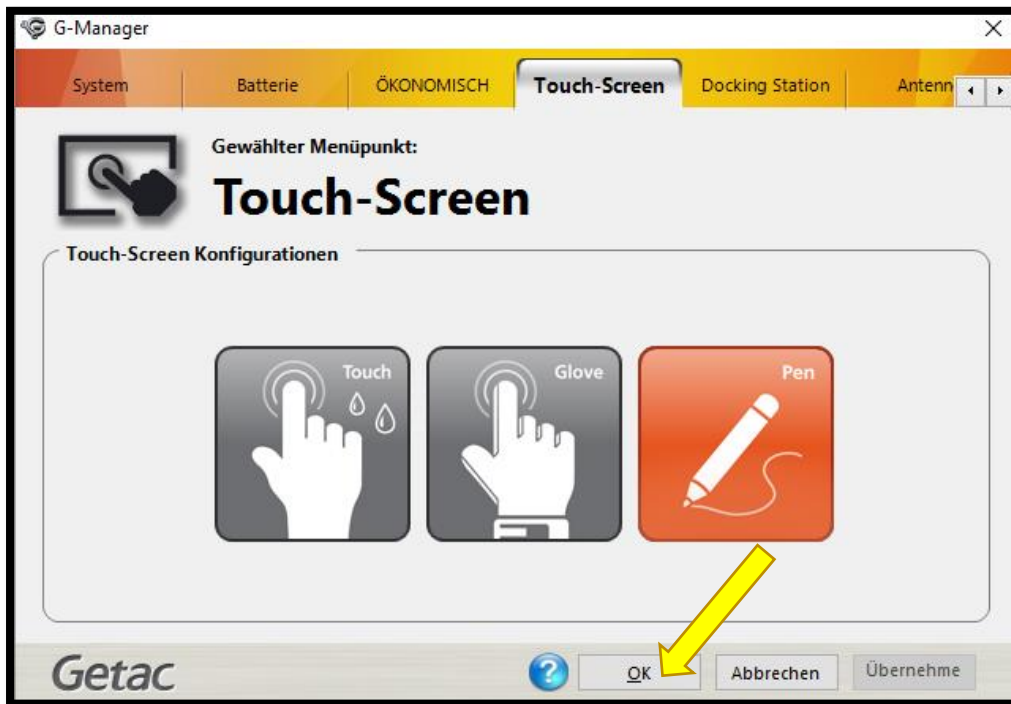 G-Manager
System Batterie ÖKONOMISCH Touch-Screen Docking Station Antenn
Gewählter Menüpunkt:
Touch-Screen
Touch-Screen Konfigurationen
Touch Glove Pen
Getac ? OK Abbrechen Übernehme